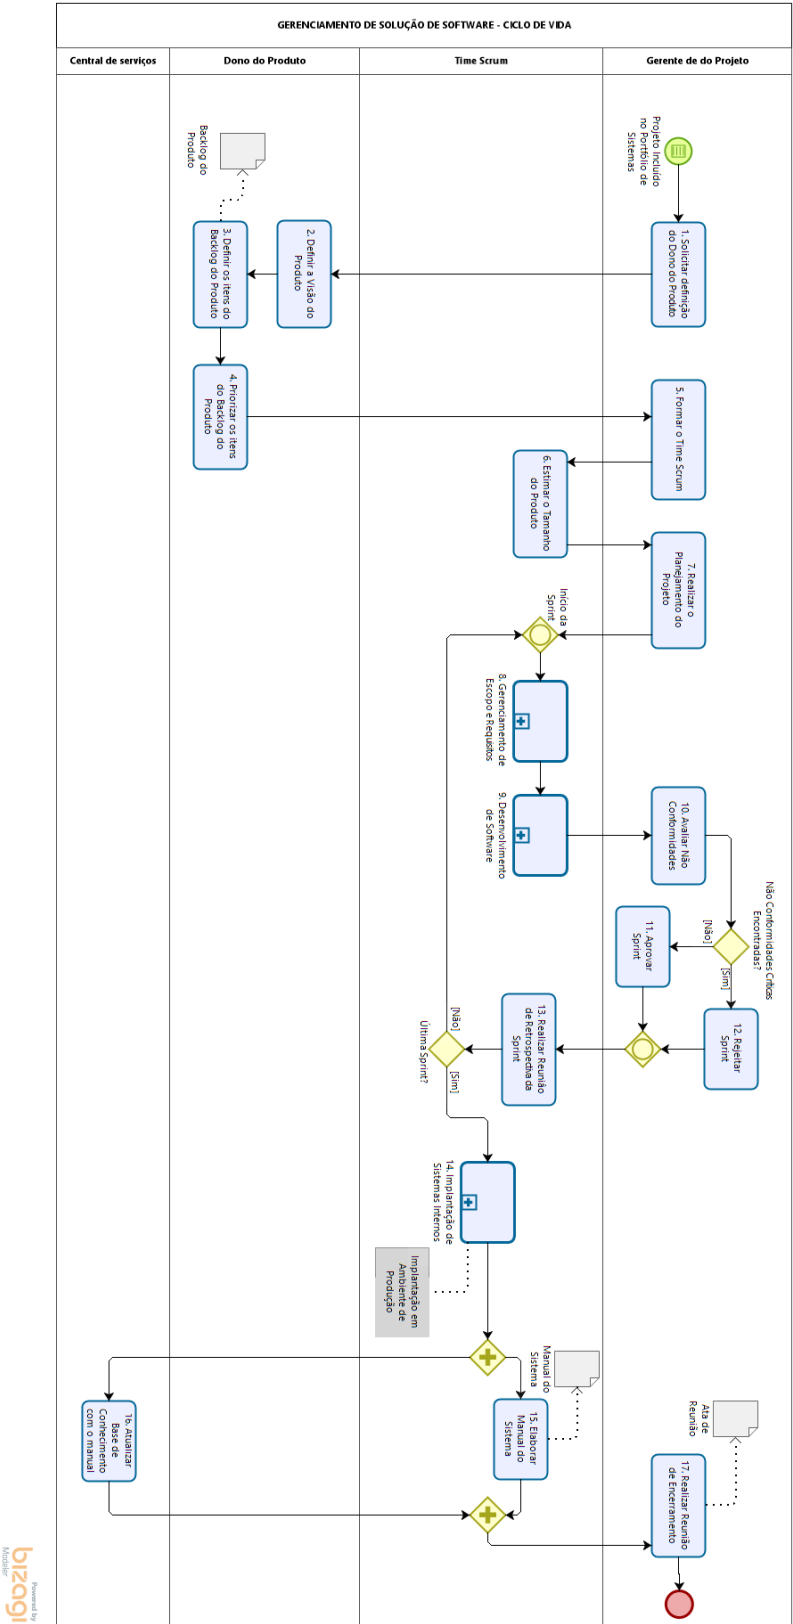 GERENCIAMENTO DE SOLUÇÃO DE SOFTWARE - CICLO DE VIDA
Central de serviços
Dono do Produto
Time Scrum
Gerente de do Projeto
Projeto Incluído
no Portfólio de
Sistemas
1. Solicitar definição
do Dono do Produto
2. Definir a Visão do
Produto
3. Definir os itens do
Backlog do Produto
Backlog do
Produto
4. Priorizar os itens
do Backlog do
Produto
5. Formar o Time Scrum
6. Estimar o Tamanho
do Produto
7. Realizar o
Planejamento do
Projeto
Início da
Sprint
8. Gerenciamento de
Escopo e Requisitos
9. Desenvolvimento
de Software
10. Avaliar Não
Conformidades
Não Conformidades Críticas
Encontradas?
[Não]
[Sim]
11. Aprovar
Sprint
12. Rejeitar
Sprint
13. Realizar Reunião
de Retrospectiva da
Sprint
Última Sprint?
[Não]
[Sim]
14. Implantação de
Sistemas Internos
Implantação em
Ambiente de
Produção
Manual do
Sistema
15. Elaborar
Manual do
Sistema
16. Atualizar
Base de
Conhecimento
com o manual
Ata de
Reunião
17. Realizar Reunião
de Encerramento
Powered by
bizagi
Modeler